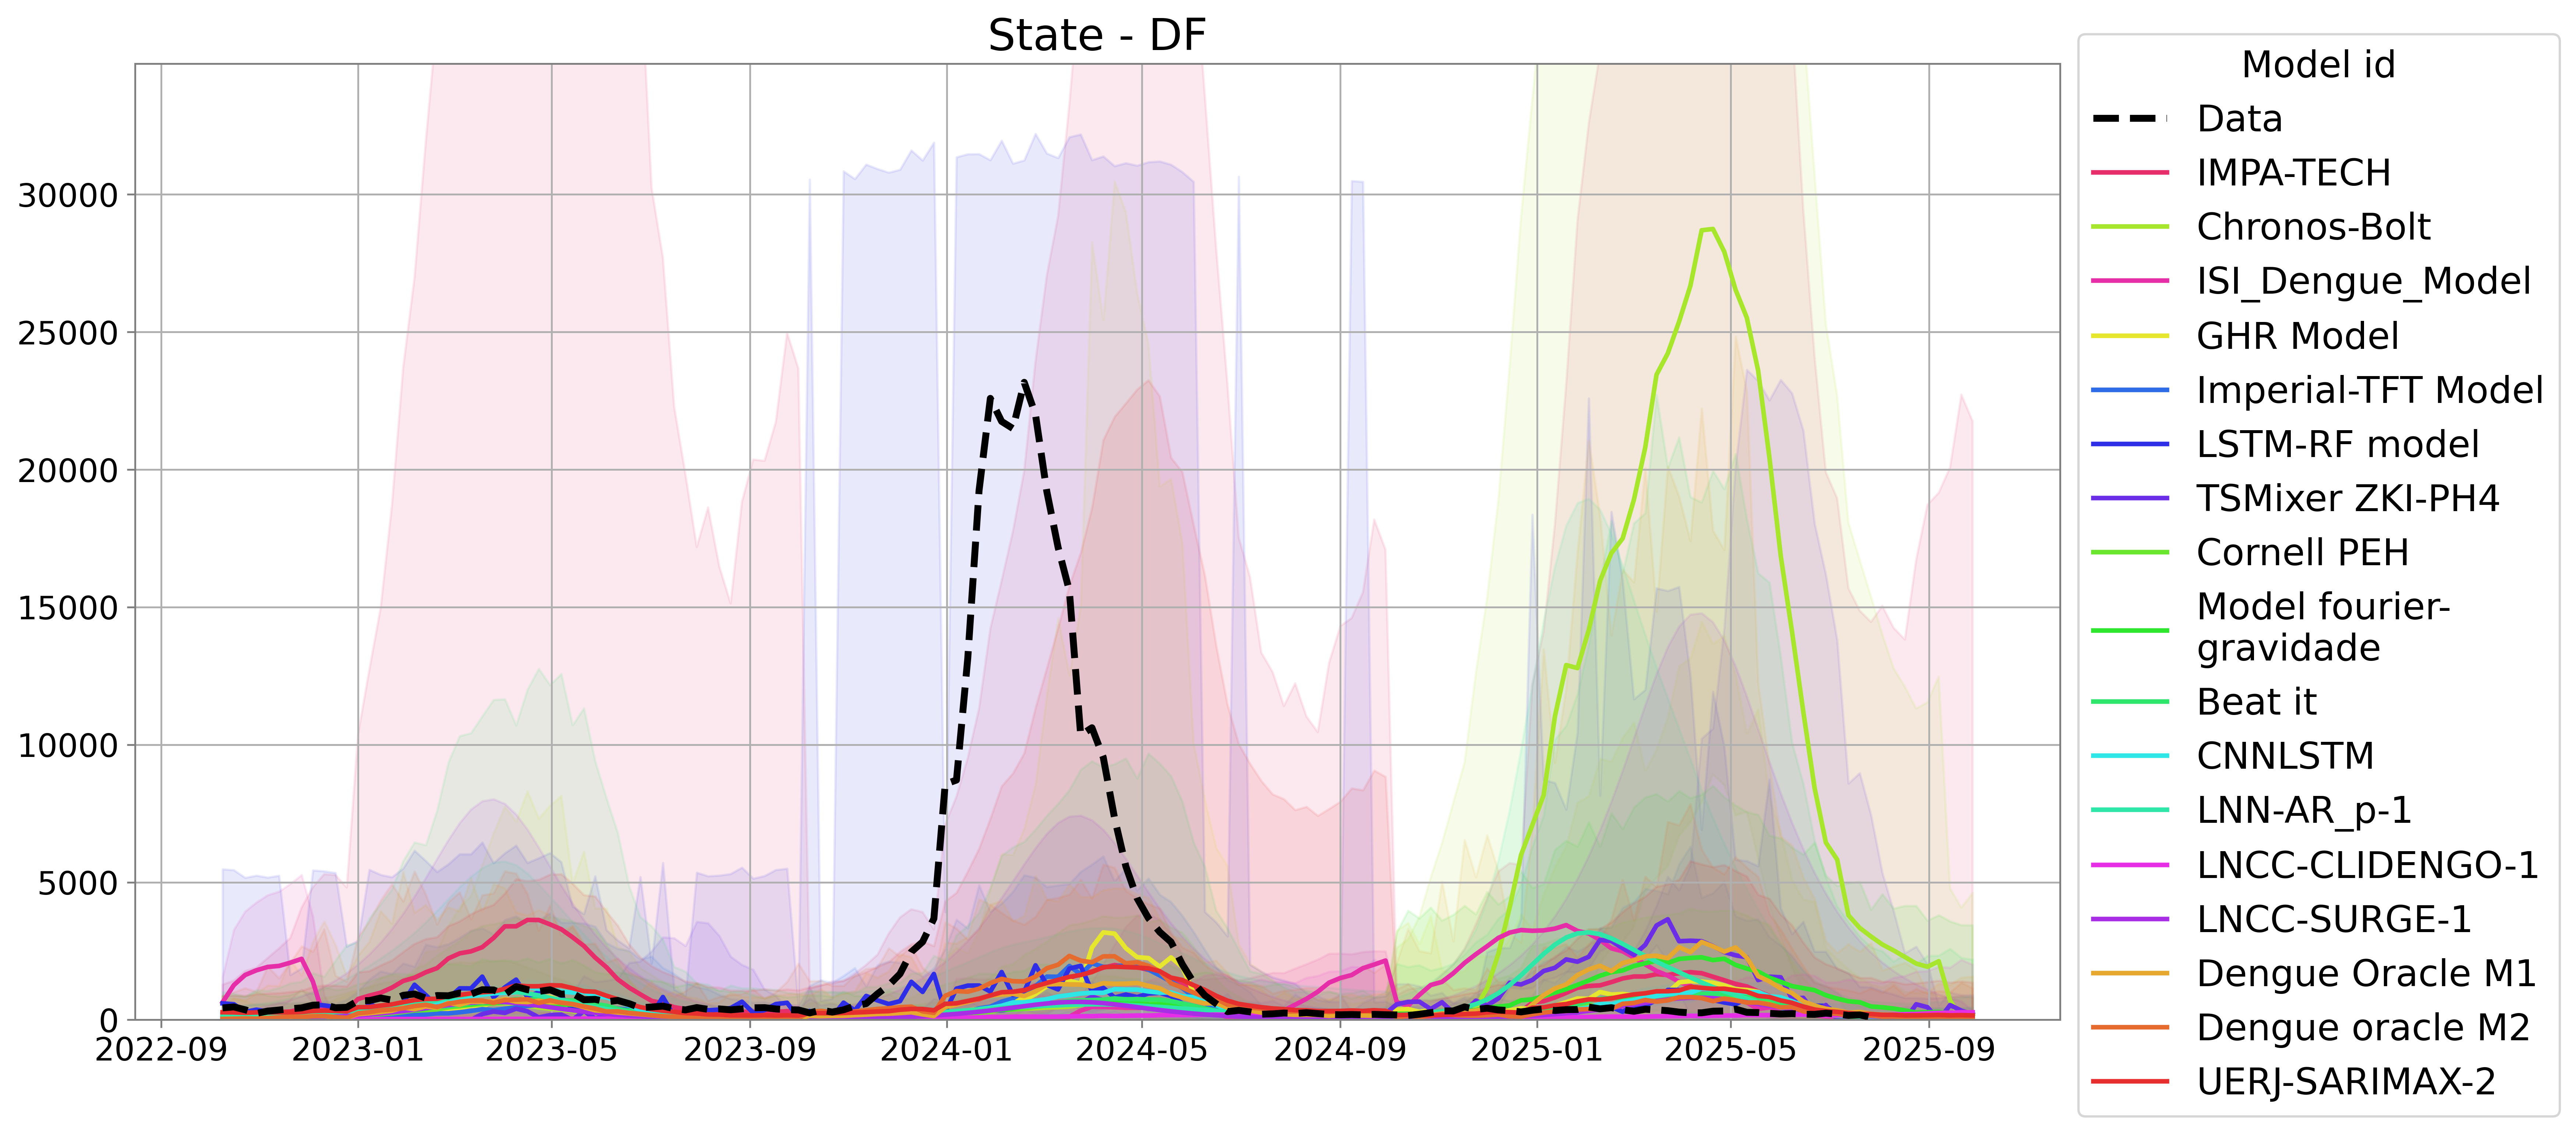 State - DF
30000
25000
20000
15000
10000
5000
0
2022-09 2023-01 2023-05 2023-09 2024-01 2024-05 2024-09 2025-01 2025-05 2025-09
Model id
Data
IMPA-TECH
Chronos-Bolt
ISI_Dengue_Model
GHR Model
Imperial-TFT Model
LSTM-RF model
TSMixer ZKI-PH4
Cornell PEH
Model fourier-
gravidade
Beat it
CNNLSTM
LNN-AR_p-1
LNCC-CLIDENGO-1
LNCC-SURGE-1
Dengue Oracle M1
Dengue oracle M2
UERJ-SARIMAX-2